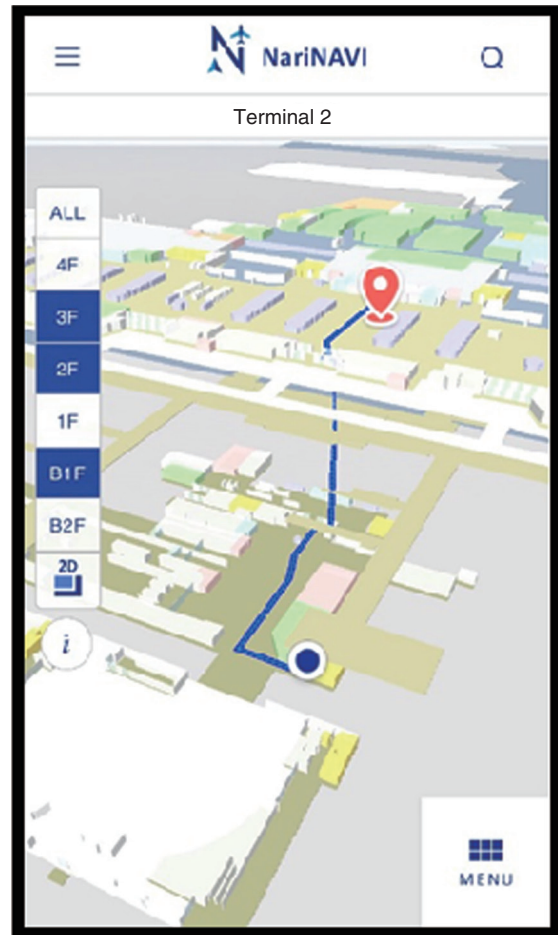 NariNAVI
Terminal 2
ALL
4F
3F
2F
1F
B1F
B2F
2D
i
MENU